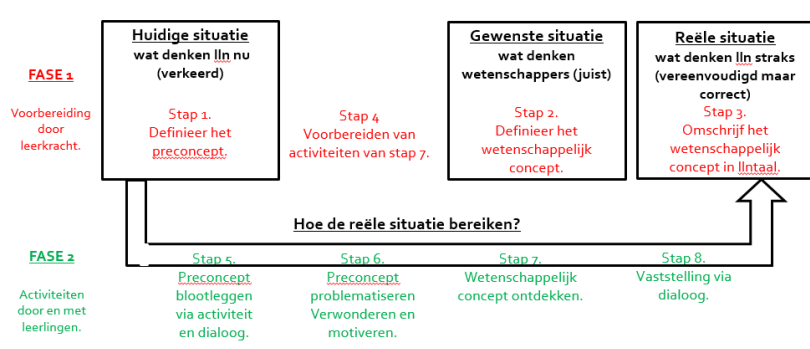 Huidige situatie
wat denken lln nu
(verkeerd)
Stap 1.
Definieer het
preconcept.
Gewenste situatie
wat denken
wetenschappers (juist)
Stap 2.
Definieer het
wetenschappelijk
concept.
Reële situatie
wat denken lln straks
(vereenvoudigd maar
correct)
Stap 3.
Omschrijf het
wetenschappelijk
concept in llntaal.
FASE 1
Voorbereiding
door
leerkracht.
Stap 4
Voorbereiden van
activiteiten van stap 7.
Hoe de reële situatie bereiken?
FASE 2
Activiteiten
door en met
leerlingen.
Stap 5.
Preconcept
blootleggen
via activiteit
en dialoog.
Stap 6.
Preconcept
problematiseren
Verwonderen en
motiveren.
Stap 7.
Wetenschappelijk
concept ontdekken.
Stap 8.
Vaststelling via
dialoog.